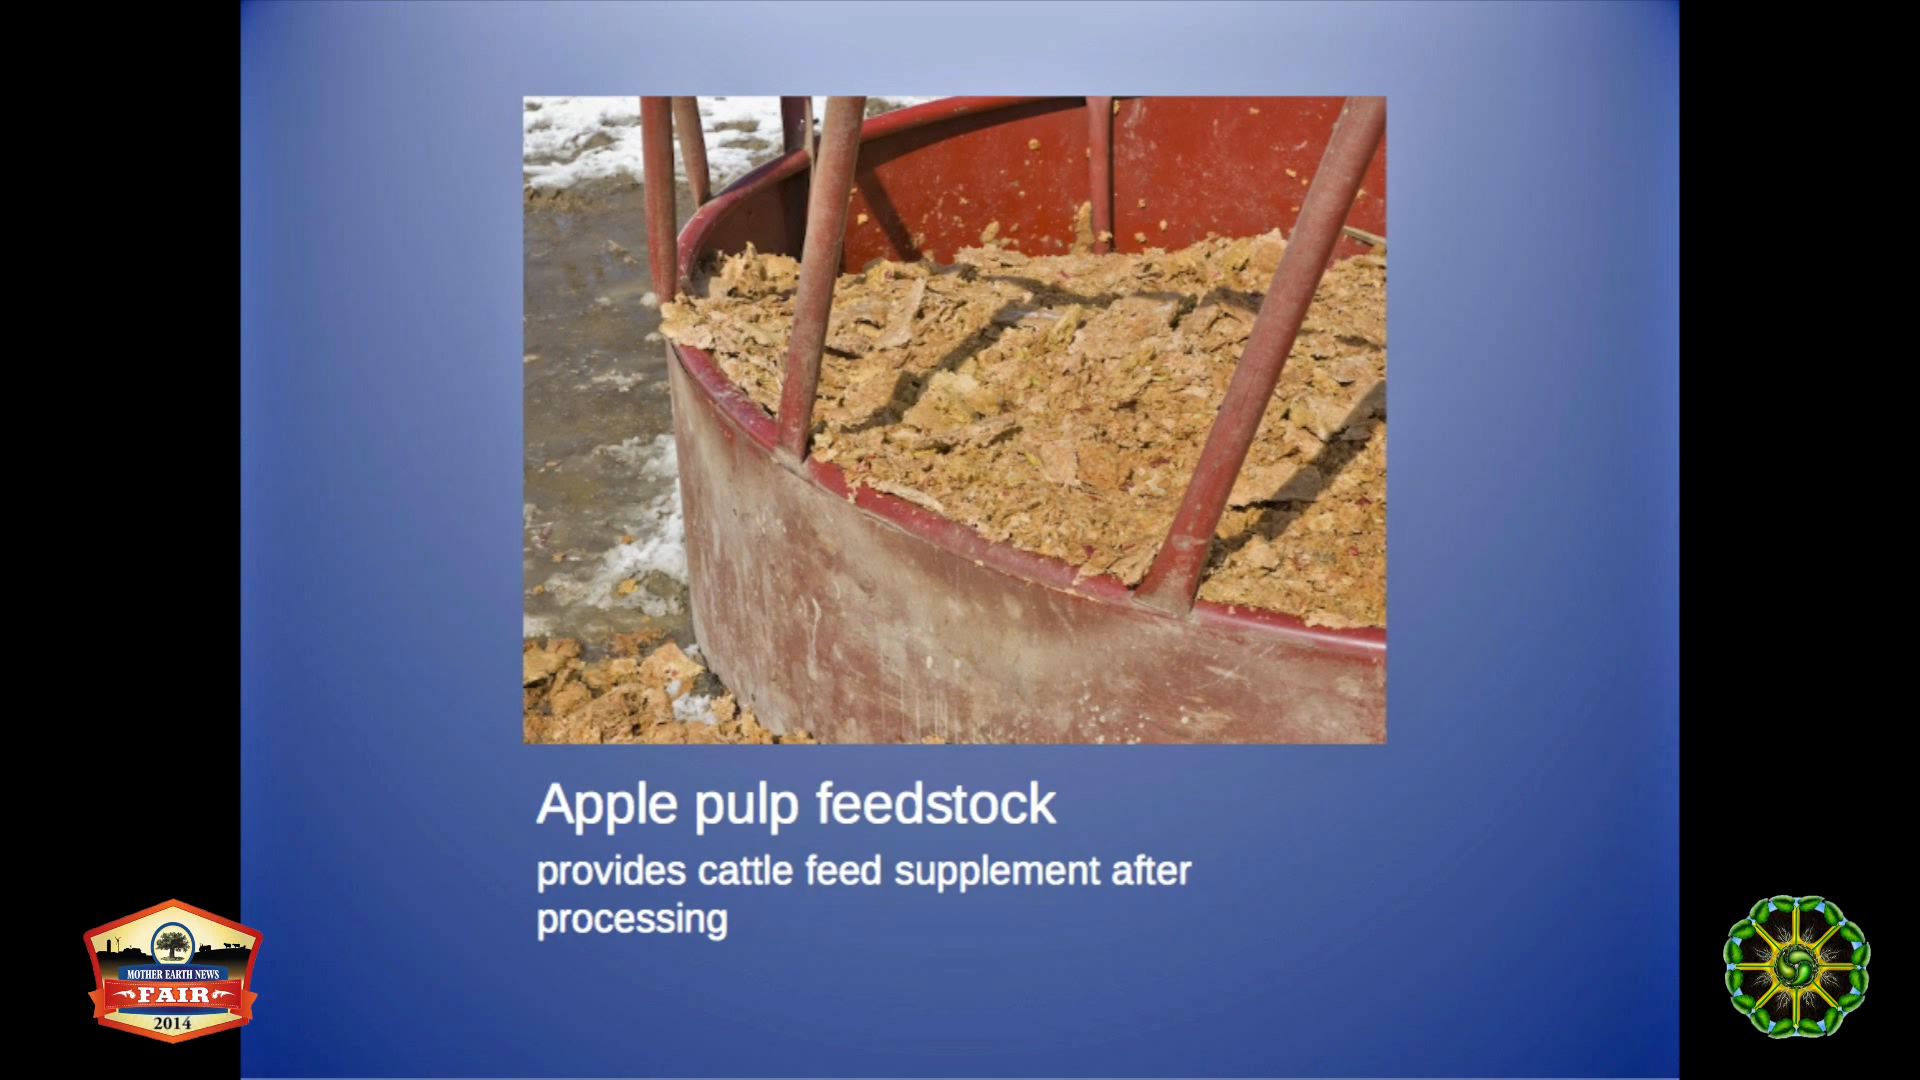 Apple pulp feedstock
provides cattle feed supplement after
processing
MOTHER EARTH NEWS
FAIR
2014